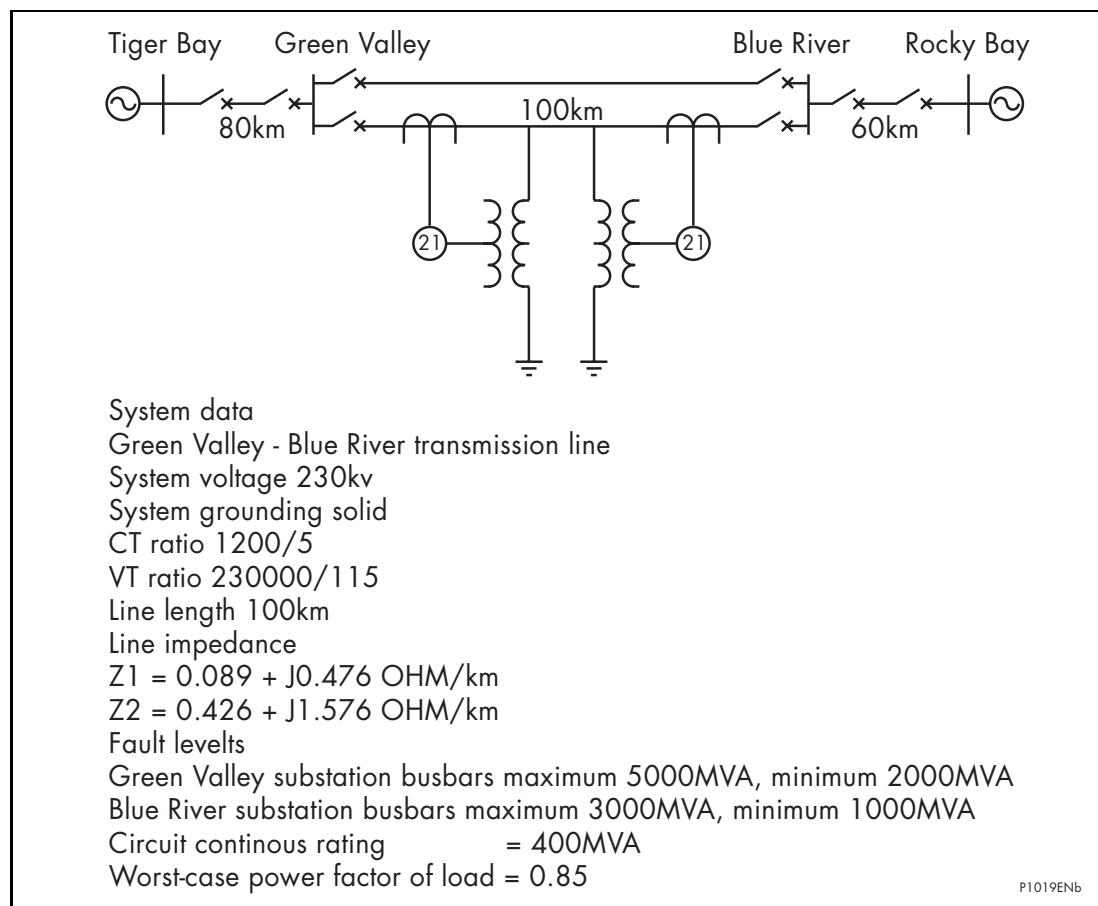 Tiger Bay Green Valley Blue River Rocky Bay
100km
80km 60km
21 21
System data
Green Valley - Blue River transmission line
System voltage 230kv
System grounding solid
CT ratio 1200/5
VT ratio 230000/115
Line length 100km
Line impedance
Z1 = 0.089 + J0.476 OHM/km
Z2 = 0.426 + J1.576 OHM/km
Fault levelts
Green Valley substation busbars maximum 5000MVA, minimum 2000MVA
Blue River substation busbars maximum 3000MVA, minimum 1000MVA
Circuit continous rating = 400MVA
Worst-case power factor of load = 0.85
P1019ENb